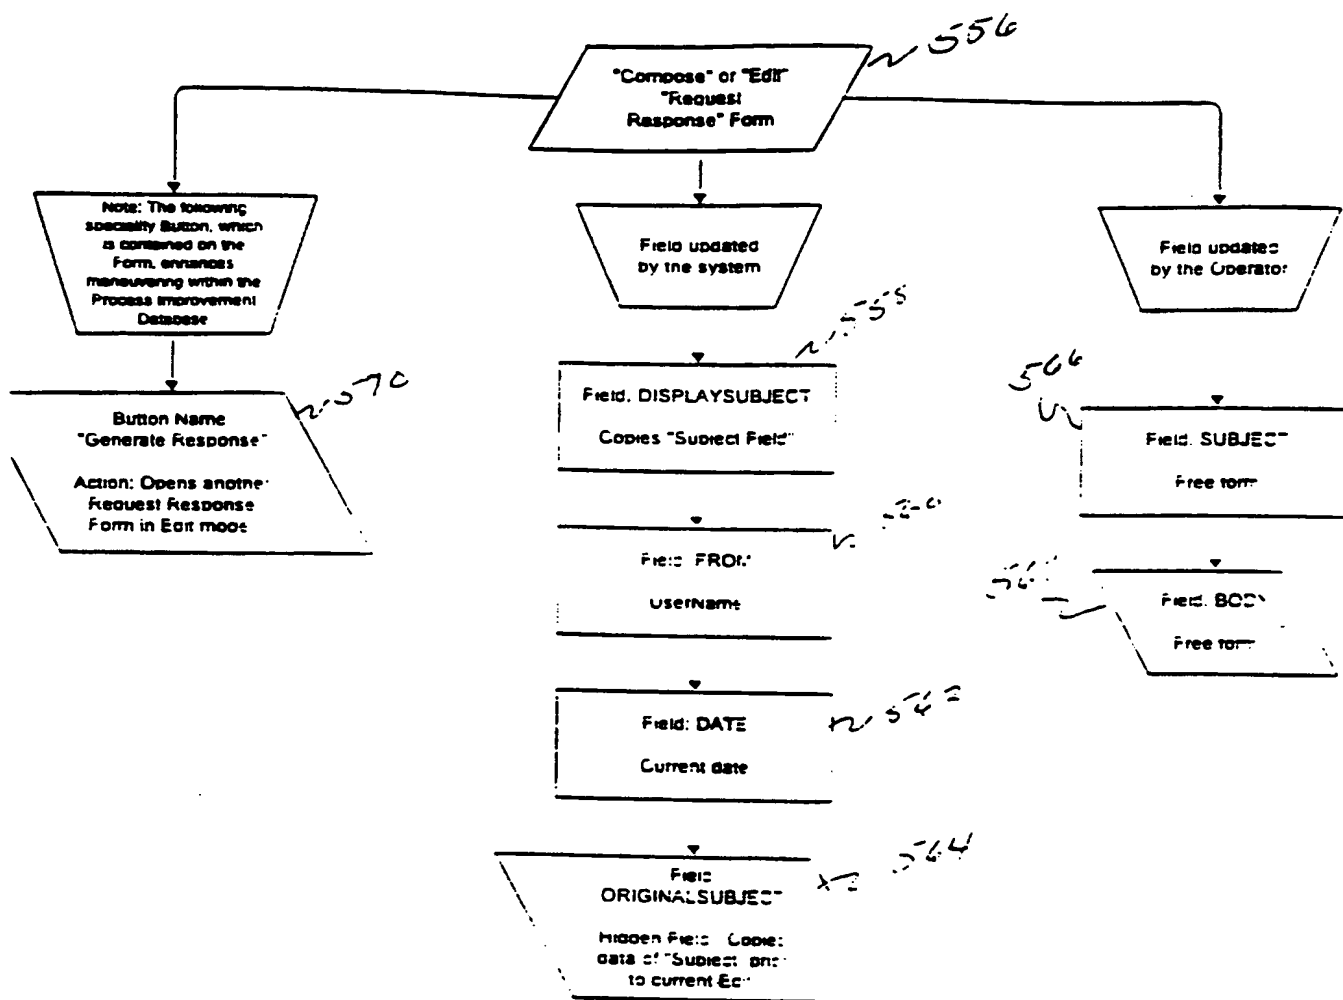 556
"Compose" or "Edit"
"Request
Response" Form
Note: The following
speciality Button, which
is contained on the
Form, enhances
maneuvering within the
Process Improvement
Database
Field updated
by the system
Field updated
by the Operator
570
Button Name
"Generate Response"
Action: Opens another
Request Response
Form in Edit mode
Field: DISPLAYSUBJECT
Copies "Subject Field"
Field: FROM
UserName
562
Field: DATE
Current date
564
Field
ORIGINALSUBJECT
Hidden Field Copies
data of "Subject" prior
to current Edit
566
Field: SUBJECT
Free form
Field: BODY
Free form